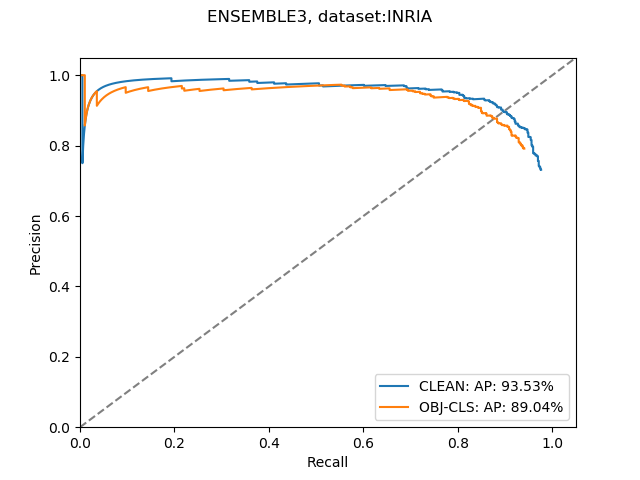 ENSEMBLE3, dataset:INRIA
1.0
0.8
0.6
0.4
0.2
0.0
Precision
CLEAN: AP: 93.53%
OBJ-CLS: AP: 89.04%
0.0 0.2 0.4 0.6 0.8 1.0
Recall